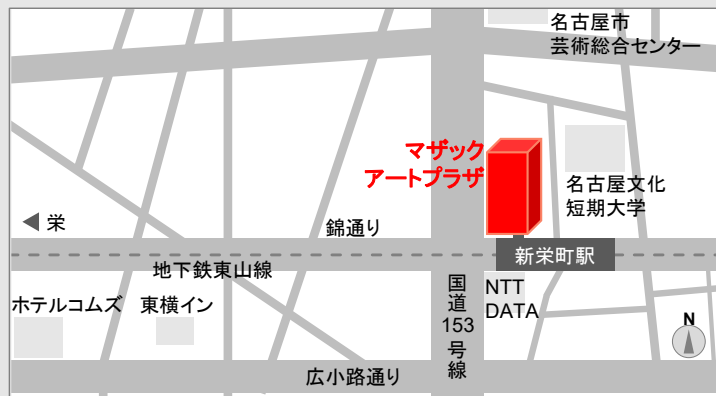 名古屋市
芸術総合センター
マザック
アートプラザ
名古屋文化
短期大学
栄
錦通り
新栄町駅
地下鉄東山線
ホテルコムズ
東横イン
国道153号線
NTT
DATA
N
広小路通り